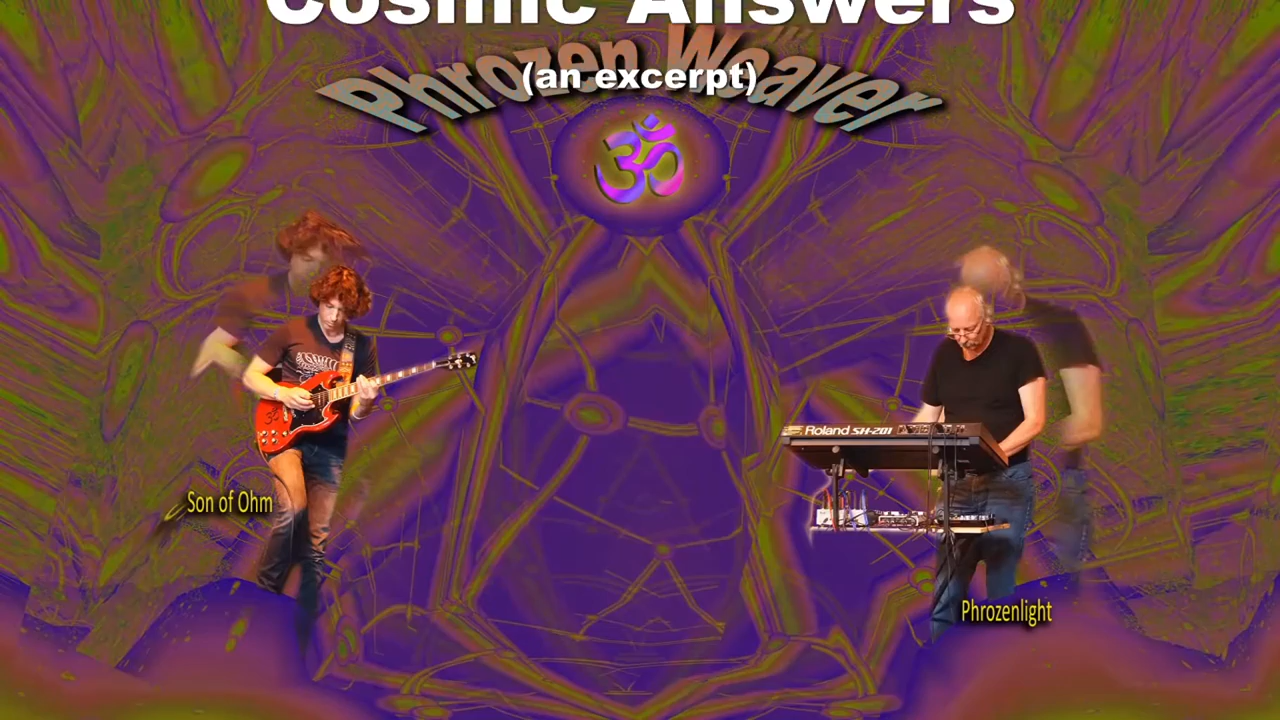 Cosmic Answers
Phrozen Weaver
(an excerpt)
ॐ
Roland SH-201
Son of Ohm
Phrozenlight